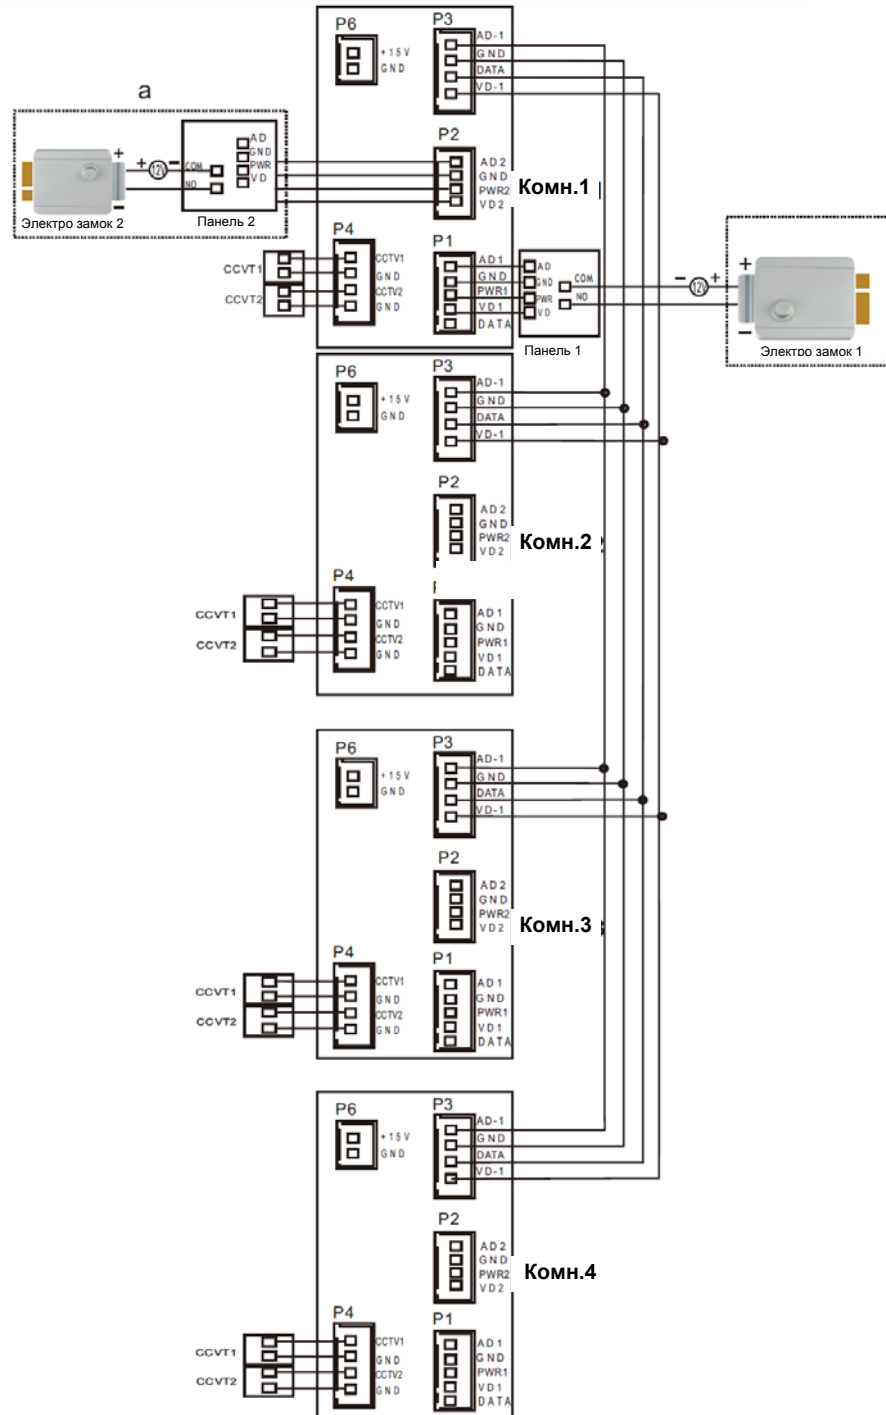 P6
+15V
GND
P3
AD-1
GND
DATA
VD-1
a
+
-
+
12V
-
COM
NO
AD
GND
PWR
VD
Электро замок 2
Панель 2
P2
AD2
GND
PWR2
VD2
Комн.1
CCVT1
CCVT2
P4
CCTV1
GND
CCTV2
GND
P1
AD1
GND
PWR1
VD1
DATA
AD
GND
PWR
VD
COM
NO
Панель 1
-
12V
+
+
-
Электро замок 1
P6
+15V
GND
P3
AD-1
GND
DATA
VD-1
P2
AD2
GND
PWR2
VD2
Комн.2
CCVT1
CCVT2
P4
CCTV1
GND
CCTV2
GND
AD1
GND
PWR1
VD1
DATA
P6
+15V
GND
P3
AD-1
GND
DATA
VD-1
P2
AD2
GND
PWR2
VD2
Комн.3
CCVT1
CCVT2
P4
CCTV1
GND
CCTV2
GND
P1
AD1
GND
PWR1
VD1
DATA
P6
+15V
GND
P3
AD-1
GND
DATA
VD-1
P2
AD2
GND
PWR2
VD2
Комн.4
CCVT1
CCVT2
P4
CCTV1
GND
CCTV2
GND
P1
AD1
GND
PWR1
VD1
DATA